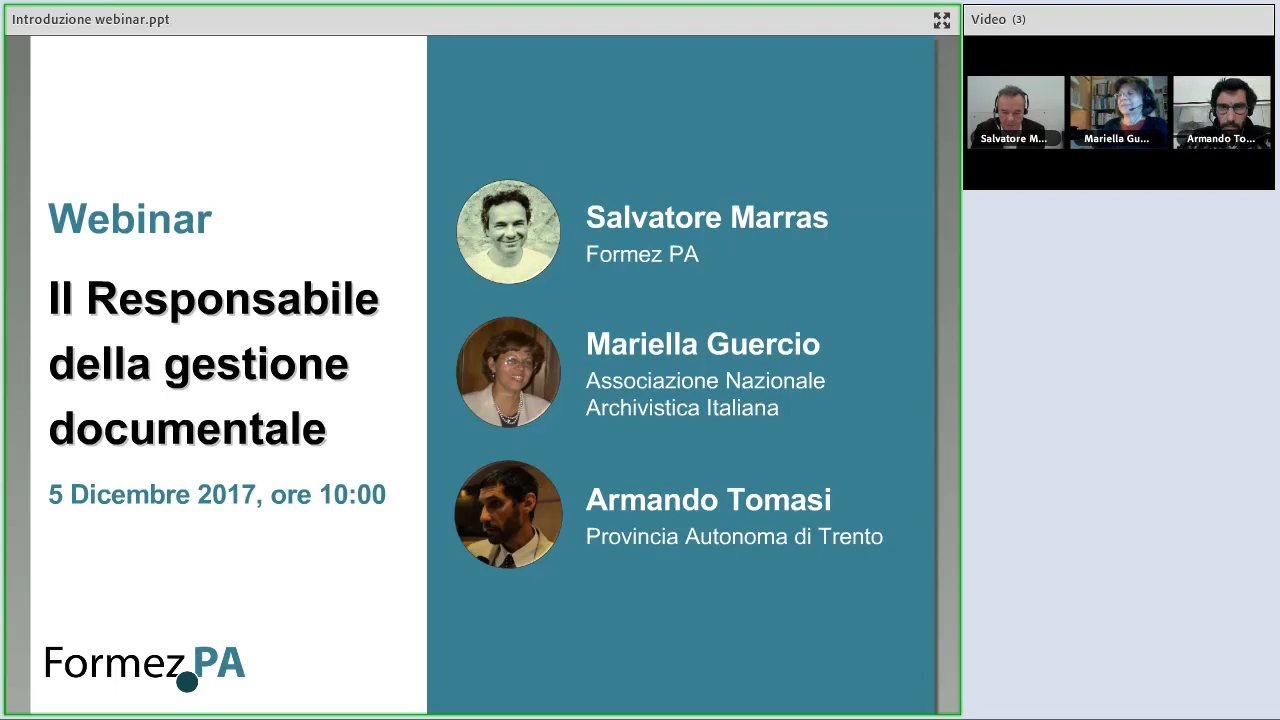 Introduzione webinar.ppt
Video (3)
Salvatore M...
Mariella Gu...
Armando To...
Webinar
Il Responsabile
della gestione
documentale
5 Dicembre 2017, ore 10:00
Formez PA
Salvatore Marras
Formez PA
Mariella Guercio
Associazione Nazionale
Archivistica Italiana
Armando Tomasi
Provincia Autonoma di Trento